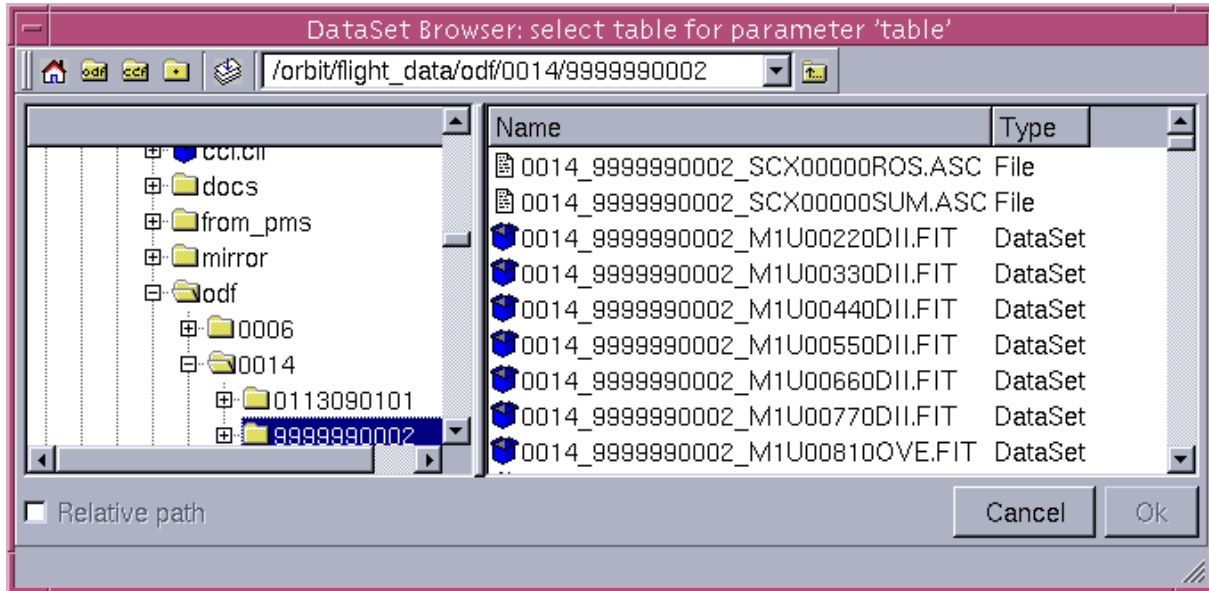 DataSet Browser: select table for parameter 'table'
odf ccf /orbit/flight_data/odf/0014/9999990002
Name Type
docs
from_pms
mirror
odf
0006
0014
0113090101
9999990002
0014_9999990002_SCX00000ROS.ASC File
0014_9999990002_SCX00000SUM.ASC File
0014_9999990002_M1U00220DII.FIT DataSet
0014_9999990002_M1U00330DII.FIT DataSet
0014_9999990002_M1U00440DII.FIT DataSet
0014_9999990002_M1U00550DII.FIT DataSet
0014_9999990002_M1U00660DII.FIT DataSet
0014_9999990002_M1U00770DII.FIT DataSet
0014_9999990002_M1U00810OVE.FIT DataSet
Relative path
Cancel Ok